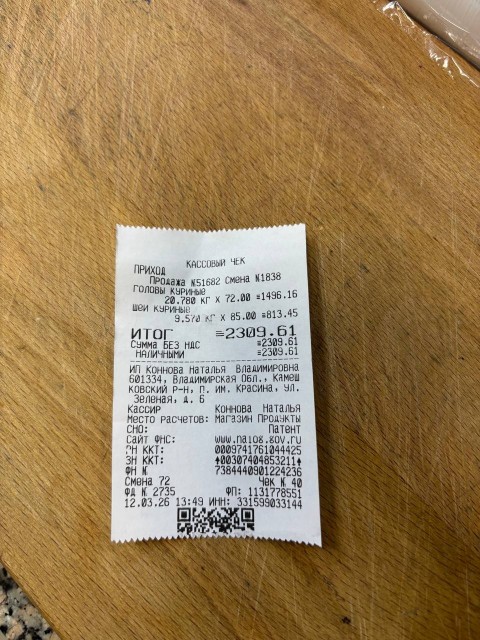 КАССОВЫЙ ЧЕК
ПРИХОД
Продажа №51682 Смена №1838
ГОЛОВЫ КУРИНЫЕ
20.780 КГ X 72.00 =1496.16
ШЕИ КУРИНЫЕ
9.570 КГ X 85.00 =813.45
ИТОГ =2309.61
СУММА БЕЗ НДС =2309.61
НАЛИЧНЫМИ =2309.61
ИП Коннова Наталья Владимировна
601334, Владимирская Обл., Камеш
ковский Р-н, п. им. Красина, ул.
Зеленая, д. 6
Кассир Коннова Наталья
Место расчетов: Магазин Продукты
СНО: Патент
Сайт ФНС: www.nalog.gov.ru
РН ККТ: 0009741761044425
ЗН ККТ: +00307404853211+
ФН № 7384440901224236
Смена 72 Чек № 40
ФД № 2735 ФП: 1131778551
12.03.26 13:49 ИНН: 331599033144